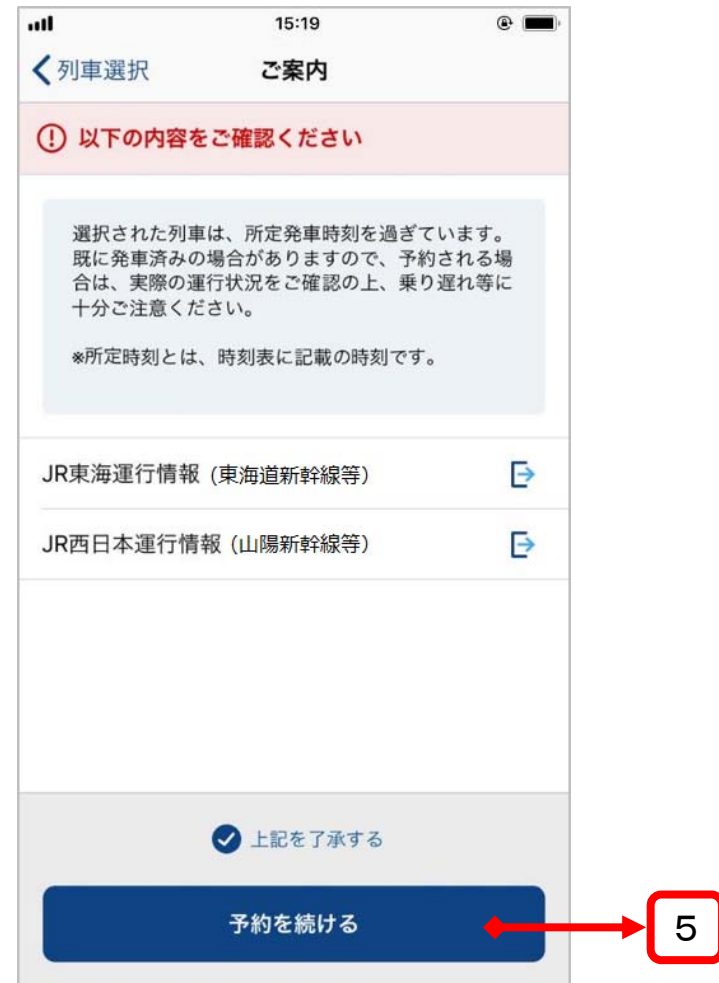 15:19
列車選択
ご案内
以下の内容をご確認ください
選択された列車は、所定発車時刻を過ぎています。
既に発車済みの場合がありますので、予約される場
合は、実際の運行状況をご確認の上、乗り遅れ等に
十分ご注意ください。
※所定時刻とは、時刻表に記載の時刻です。
JR東海運行情報（東海道新幹線等）
JR西日本運行情報（山陽新幹線等）
上記を了承する
予約を続ける
5